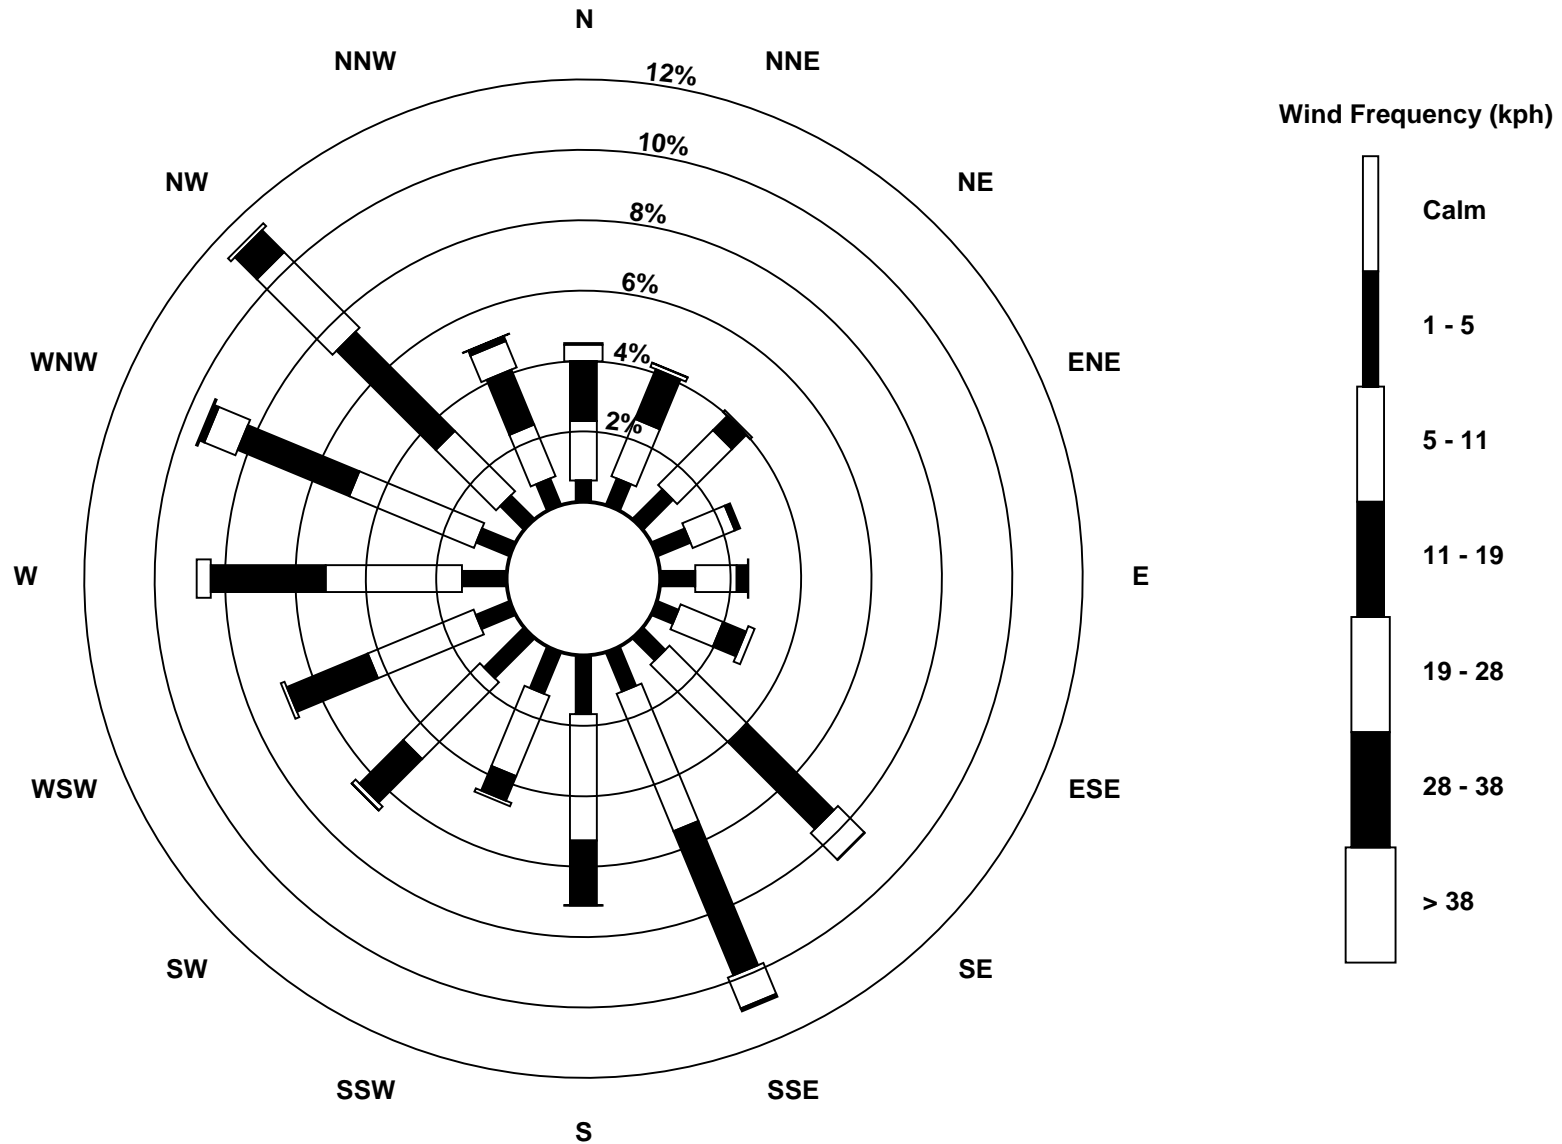 N
NNW
NNE
12%
Wind Frequency (kph)
10%
NW
NE
Calm
8%
6%
1 - 5
4%
WNW
ENE
2%
5 - 11
11 - 19
W
E
19 - 28
WSW
ESE
28 - 38
> 38
SW
SE
SSW
SSE
S